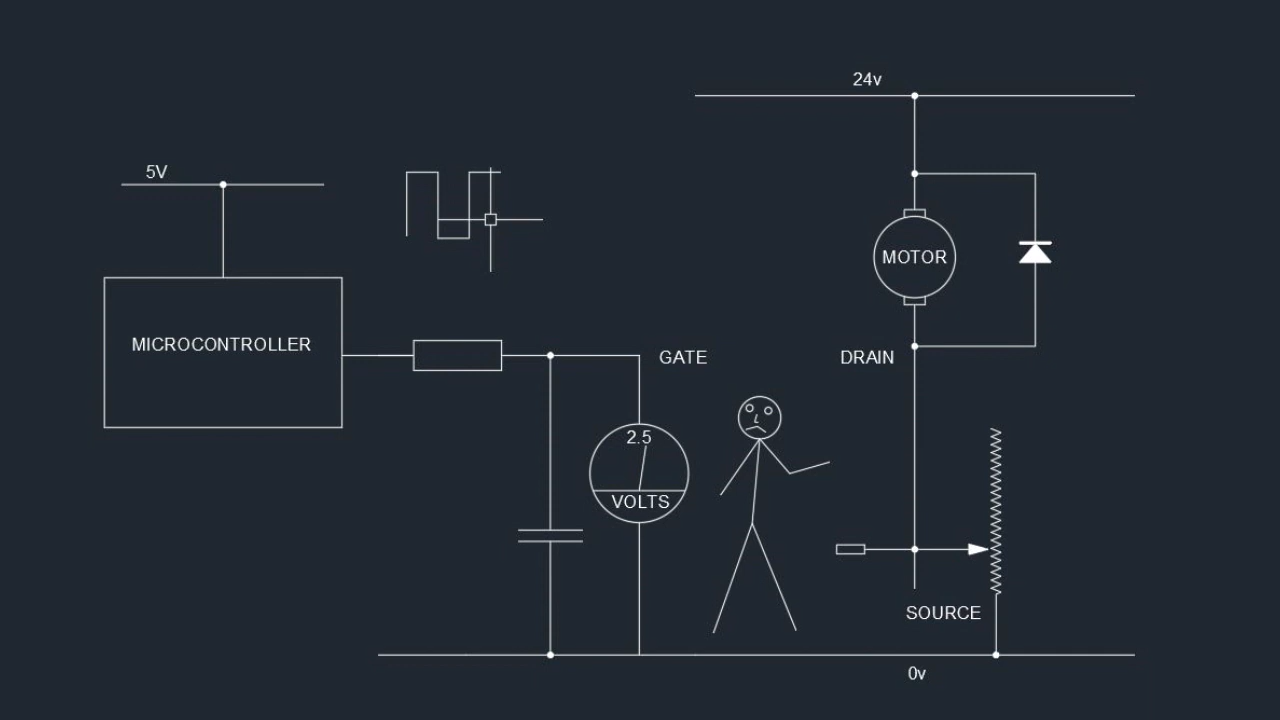 24v
5V
MOTOR
MICROCONTROLLER
GATE
DRAIN
2.5
VOLTS
SOURCE
0v